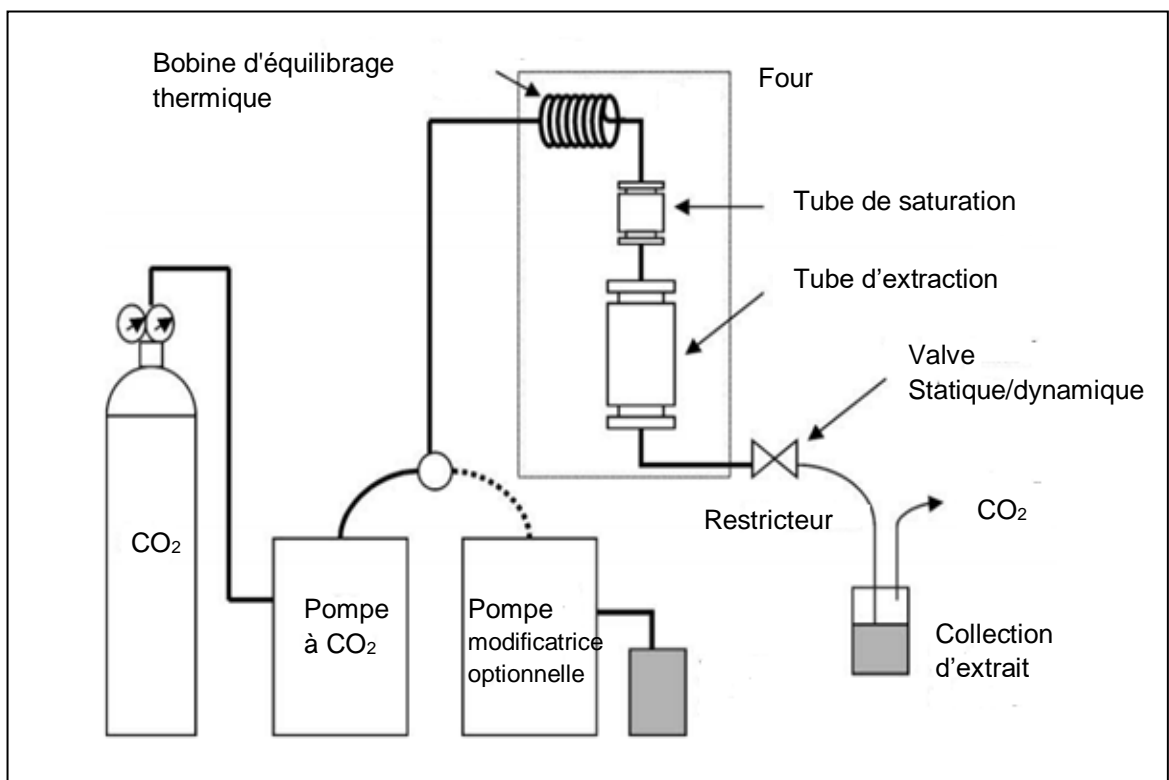 Bobine d'équilibrage
thermique
Four
Tube de saturation
Tube d’extraction
Valve
Statique/dynamique
Restricteur
CO₂
CO₂
Pompe
à CO₂
Pompe
modificatrice
optionnelle
Collection
d’extrait